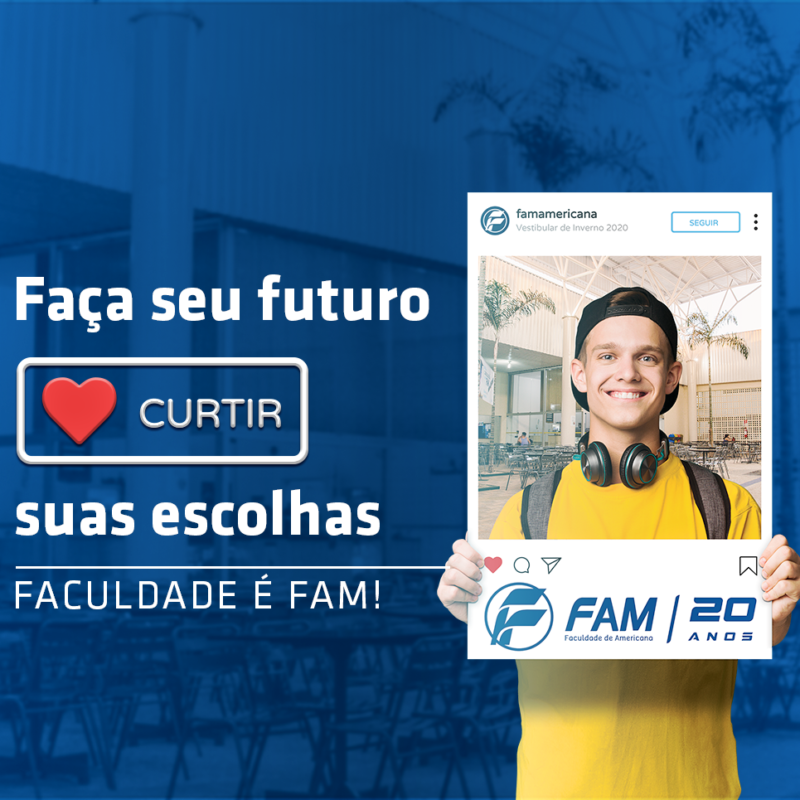 Faça seu futuro
CURTIR
suas escolhas
FACULDADE É FAM!
famamericana
Vestibular de Inverno 2020
SEGUIR
FAM
Faculdade de Americana
20
ANOS